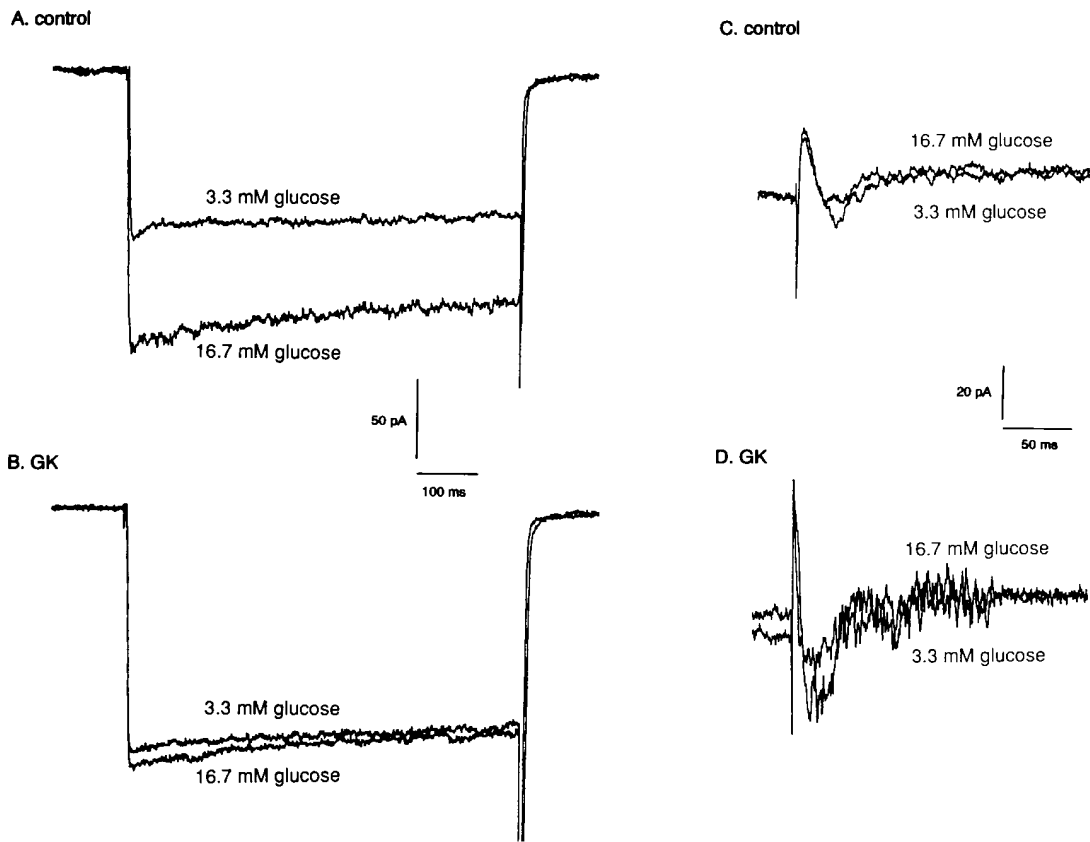 A. control
3.3 mM glucose
16.7 mM glucose
50 pA
100 ms
B. GK
3.3 mM glucose
16.7 mM glucose
C. control
16.7 mM glucose
3.3 mM glucose
20 pA
50 ms
D. GK
16.7 mM glucose
3.3 mM glucose